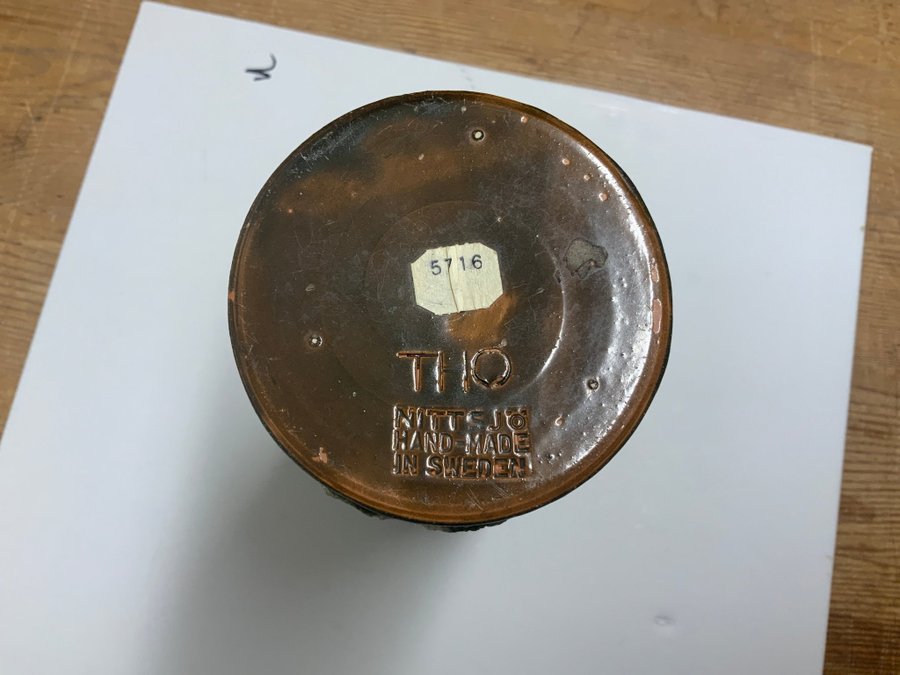 5716
THO
NITTSJÖ
HAND-MADE
IN SWEDEN